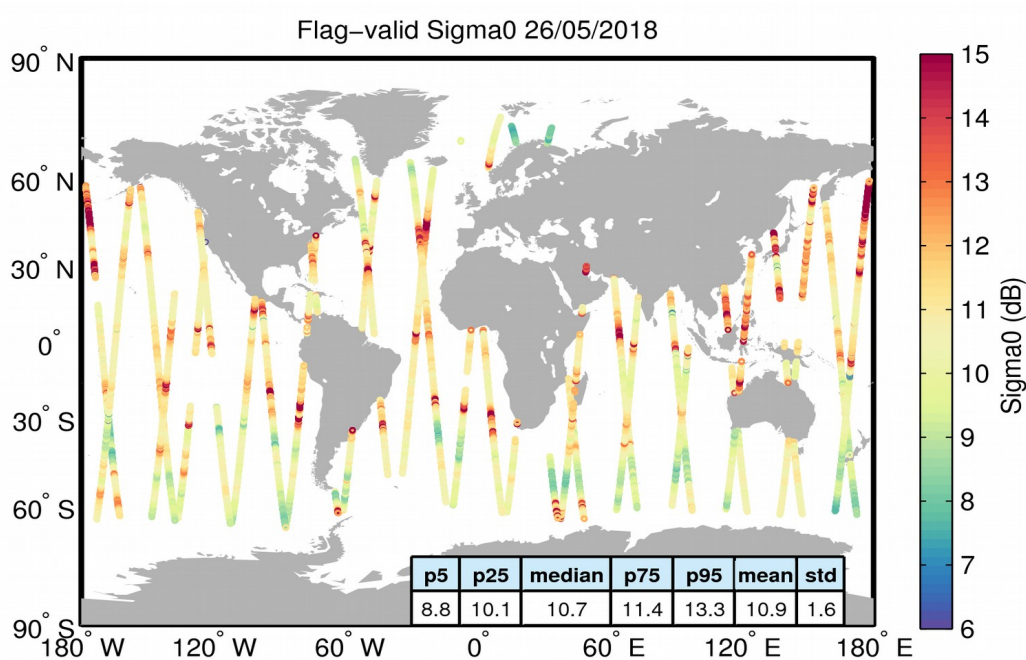 Flag−valid Sigma0 26/05/2018
90° N
60° N
30° N
0°
30° S
60° S
90° S
180° W
120° W
60° W
0°
60° E
120° E
180° E
p5 p25 median p75 p95 mean std
8.8 10.1 10.7 11.4 13.3 10.9 1.6
15
14
13
12
11
10
9
8
7
6
Sigma0 (dB)